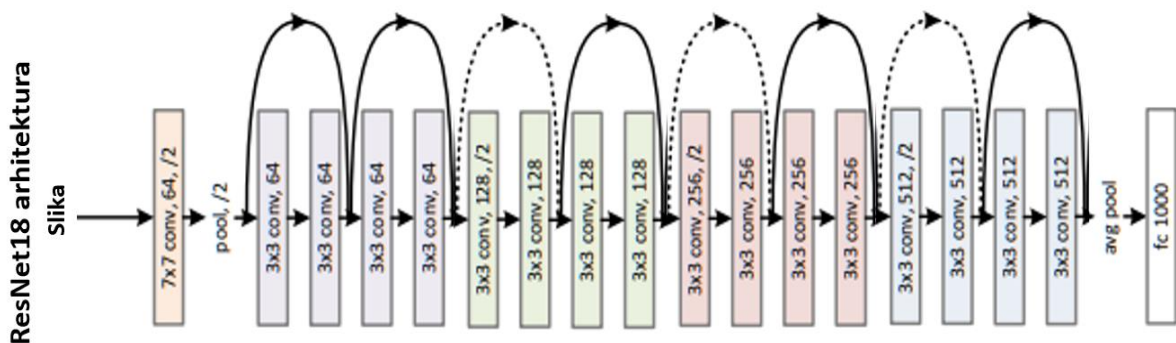 ResNet18 arhitektura
Slika
7x7 conv, 64, /2
pool, /2
3x3 conv, 64
3x3 conv, 64
3x3 conv, 64
3x3 conv, 64
3x3 conv, 128, /2
3x3 conv, 128
3x3 conv, 128
3x3 conv, 128
3x3 conv, 256, /2
3x3 conv, 256
3x3 conv, 256
3x3 conv, 256
3x3 conv, 512, /2
3x3 conv, 512
3x3 conv, 512
3x3 conv, 512
avg pool
fc 1000